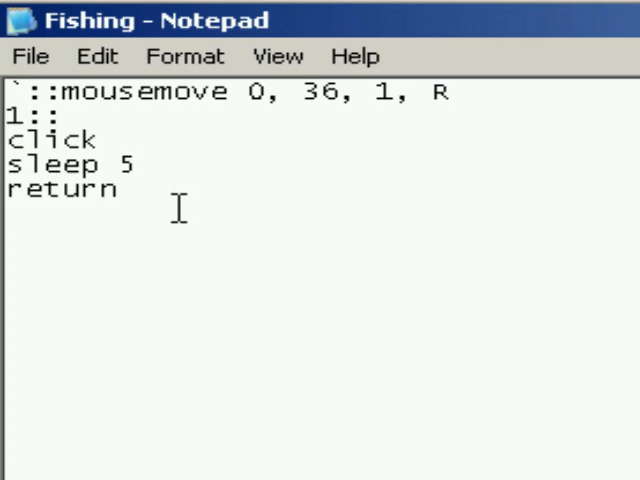 Fishing - Notepad
File Edit Format View Help
`::mousemove 0, 36, 1, R
1::
click
sleep 5
return